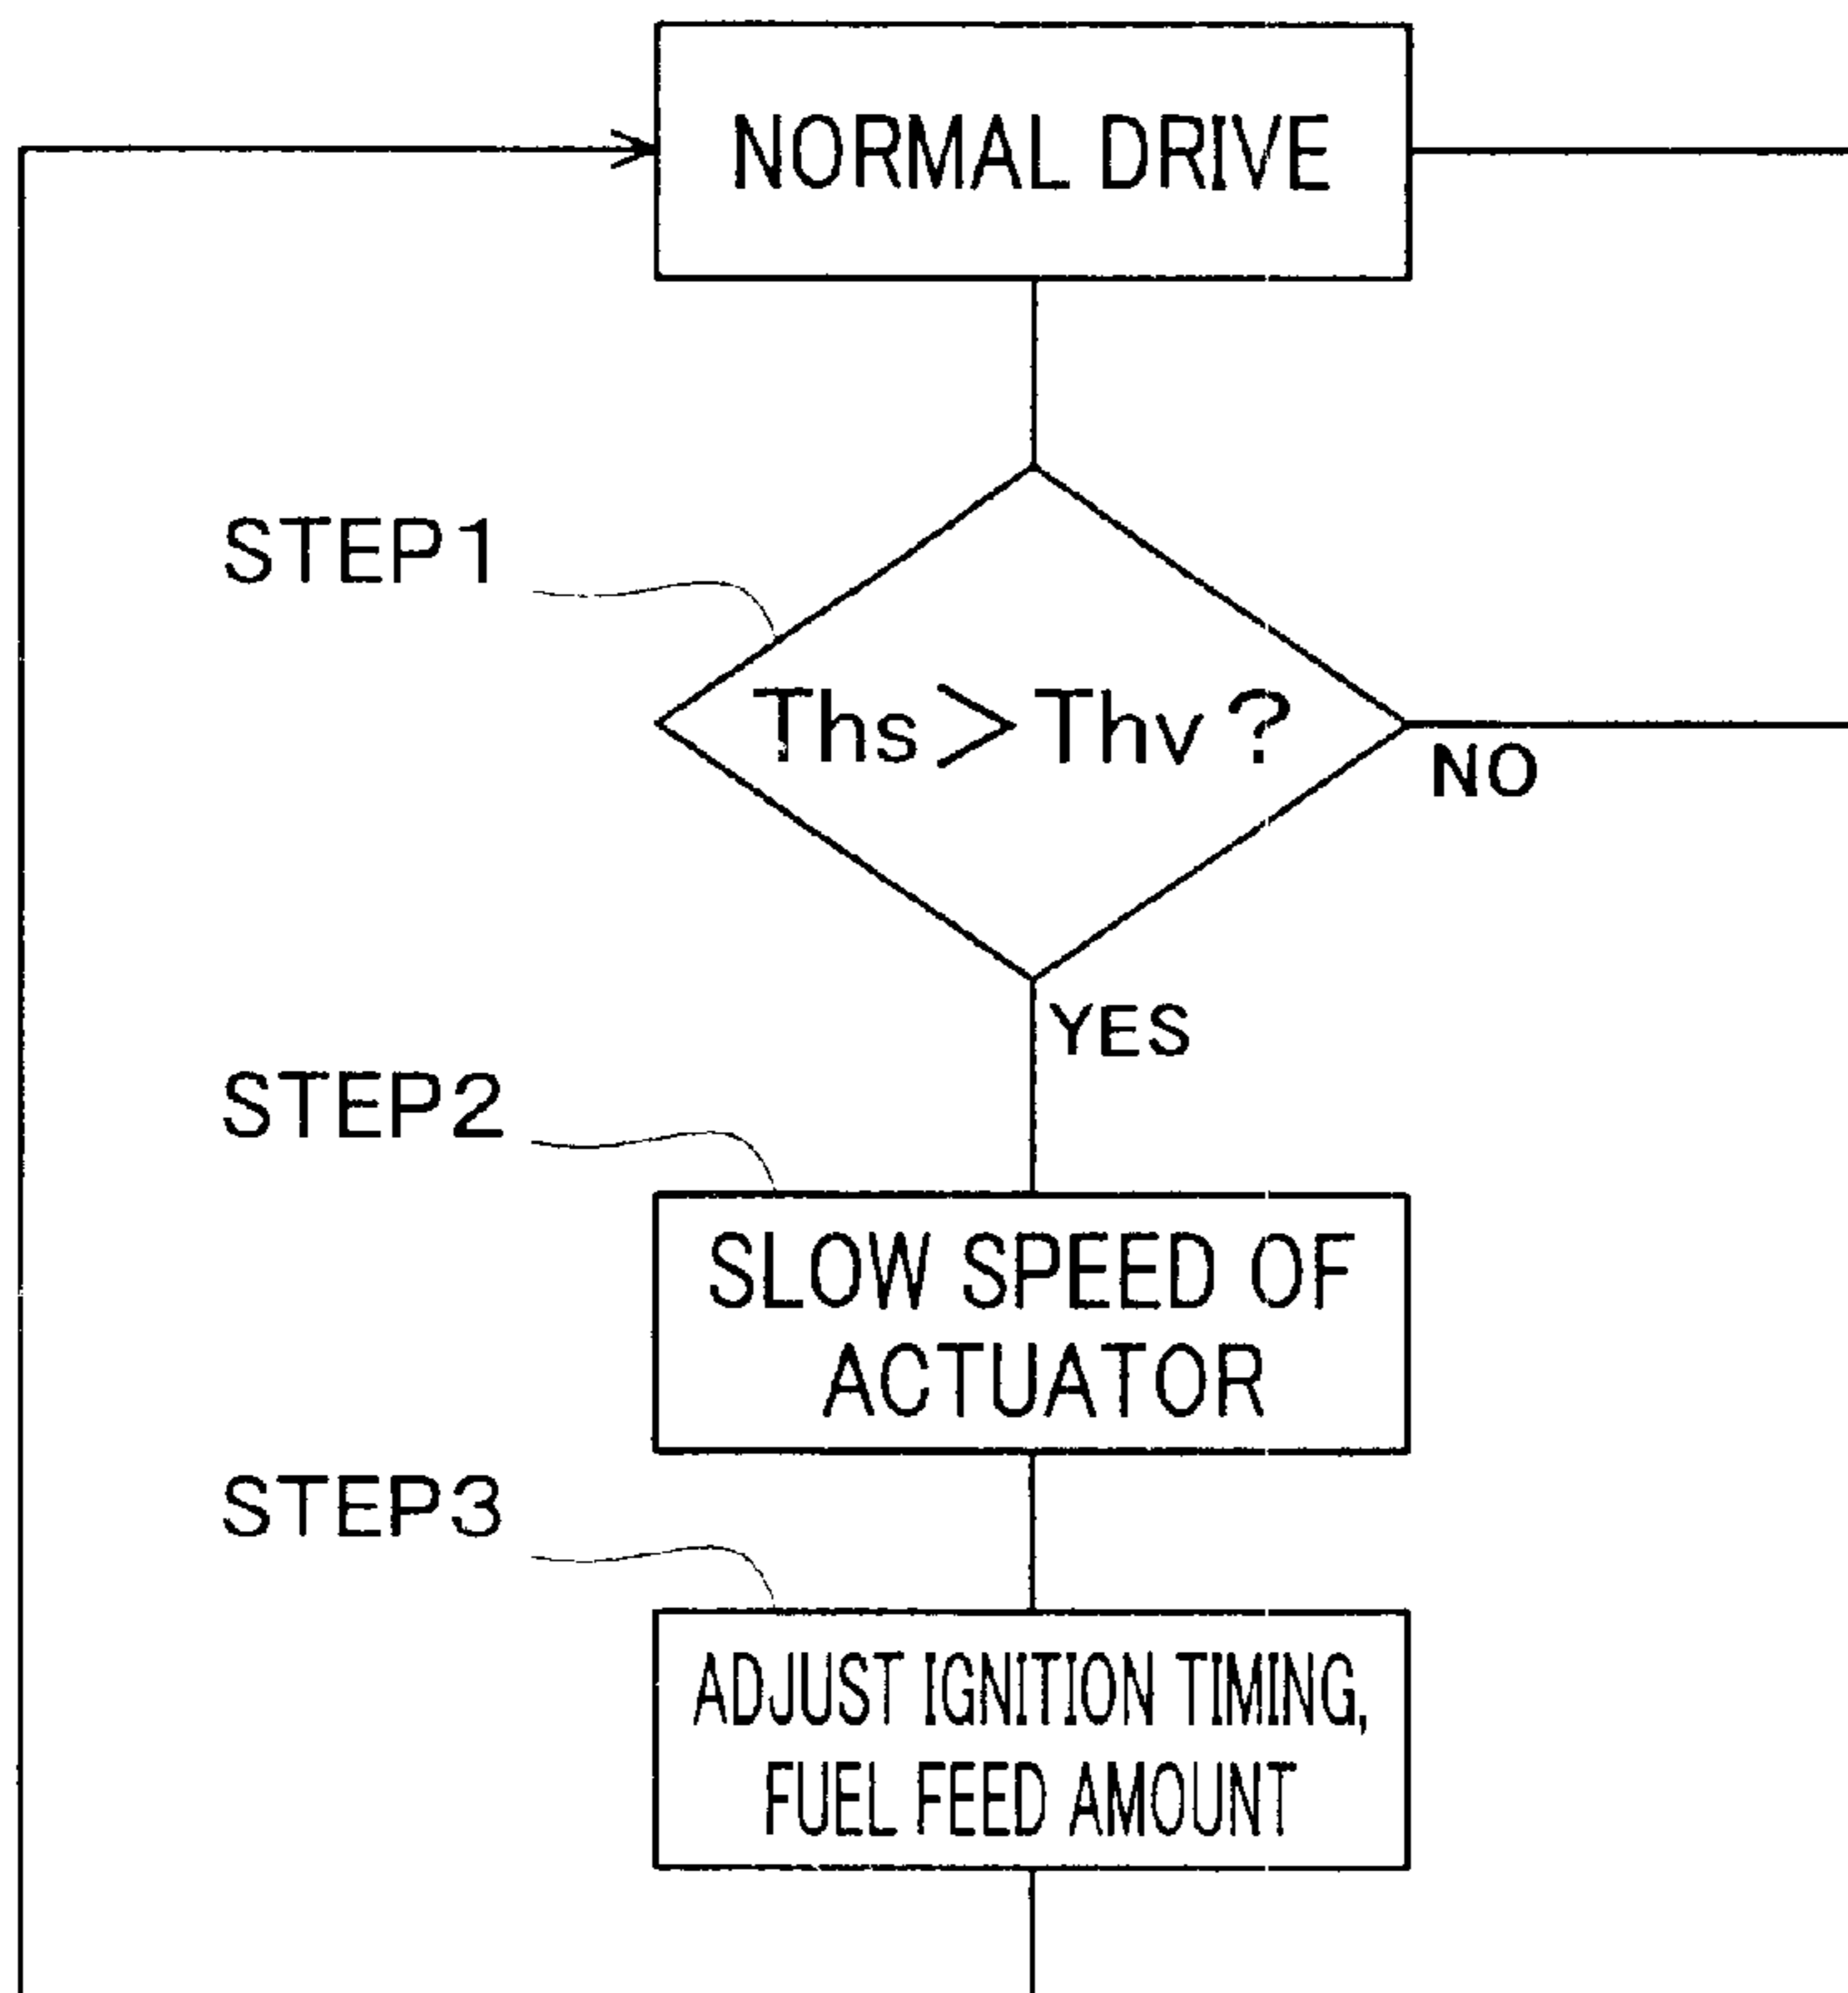 NORMAL DRIVE
STEP1
Ths>Thv?
NO
YES
STEP2
SLOW SPEED OF
ACTUATOR
STEP3
ADJUST IGNITION TIMING,
FUEL FEED AMOUNT